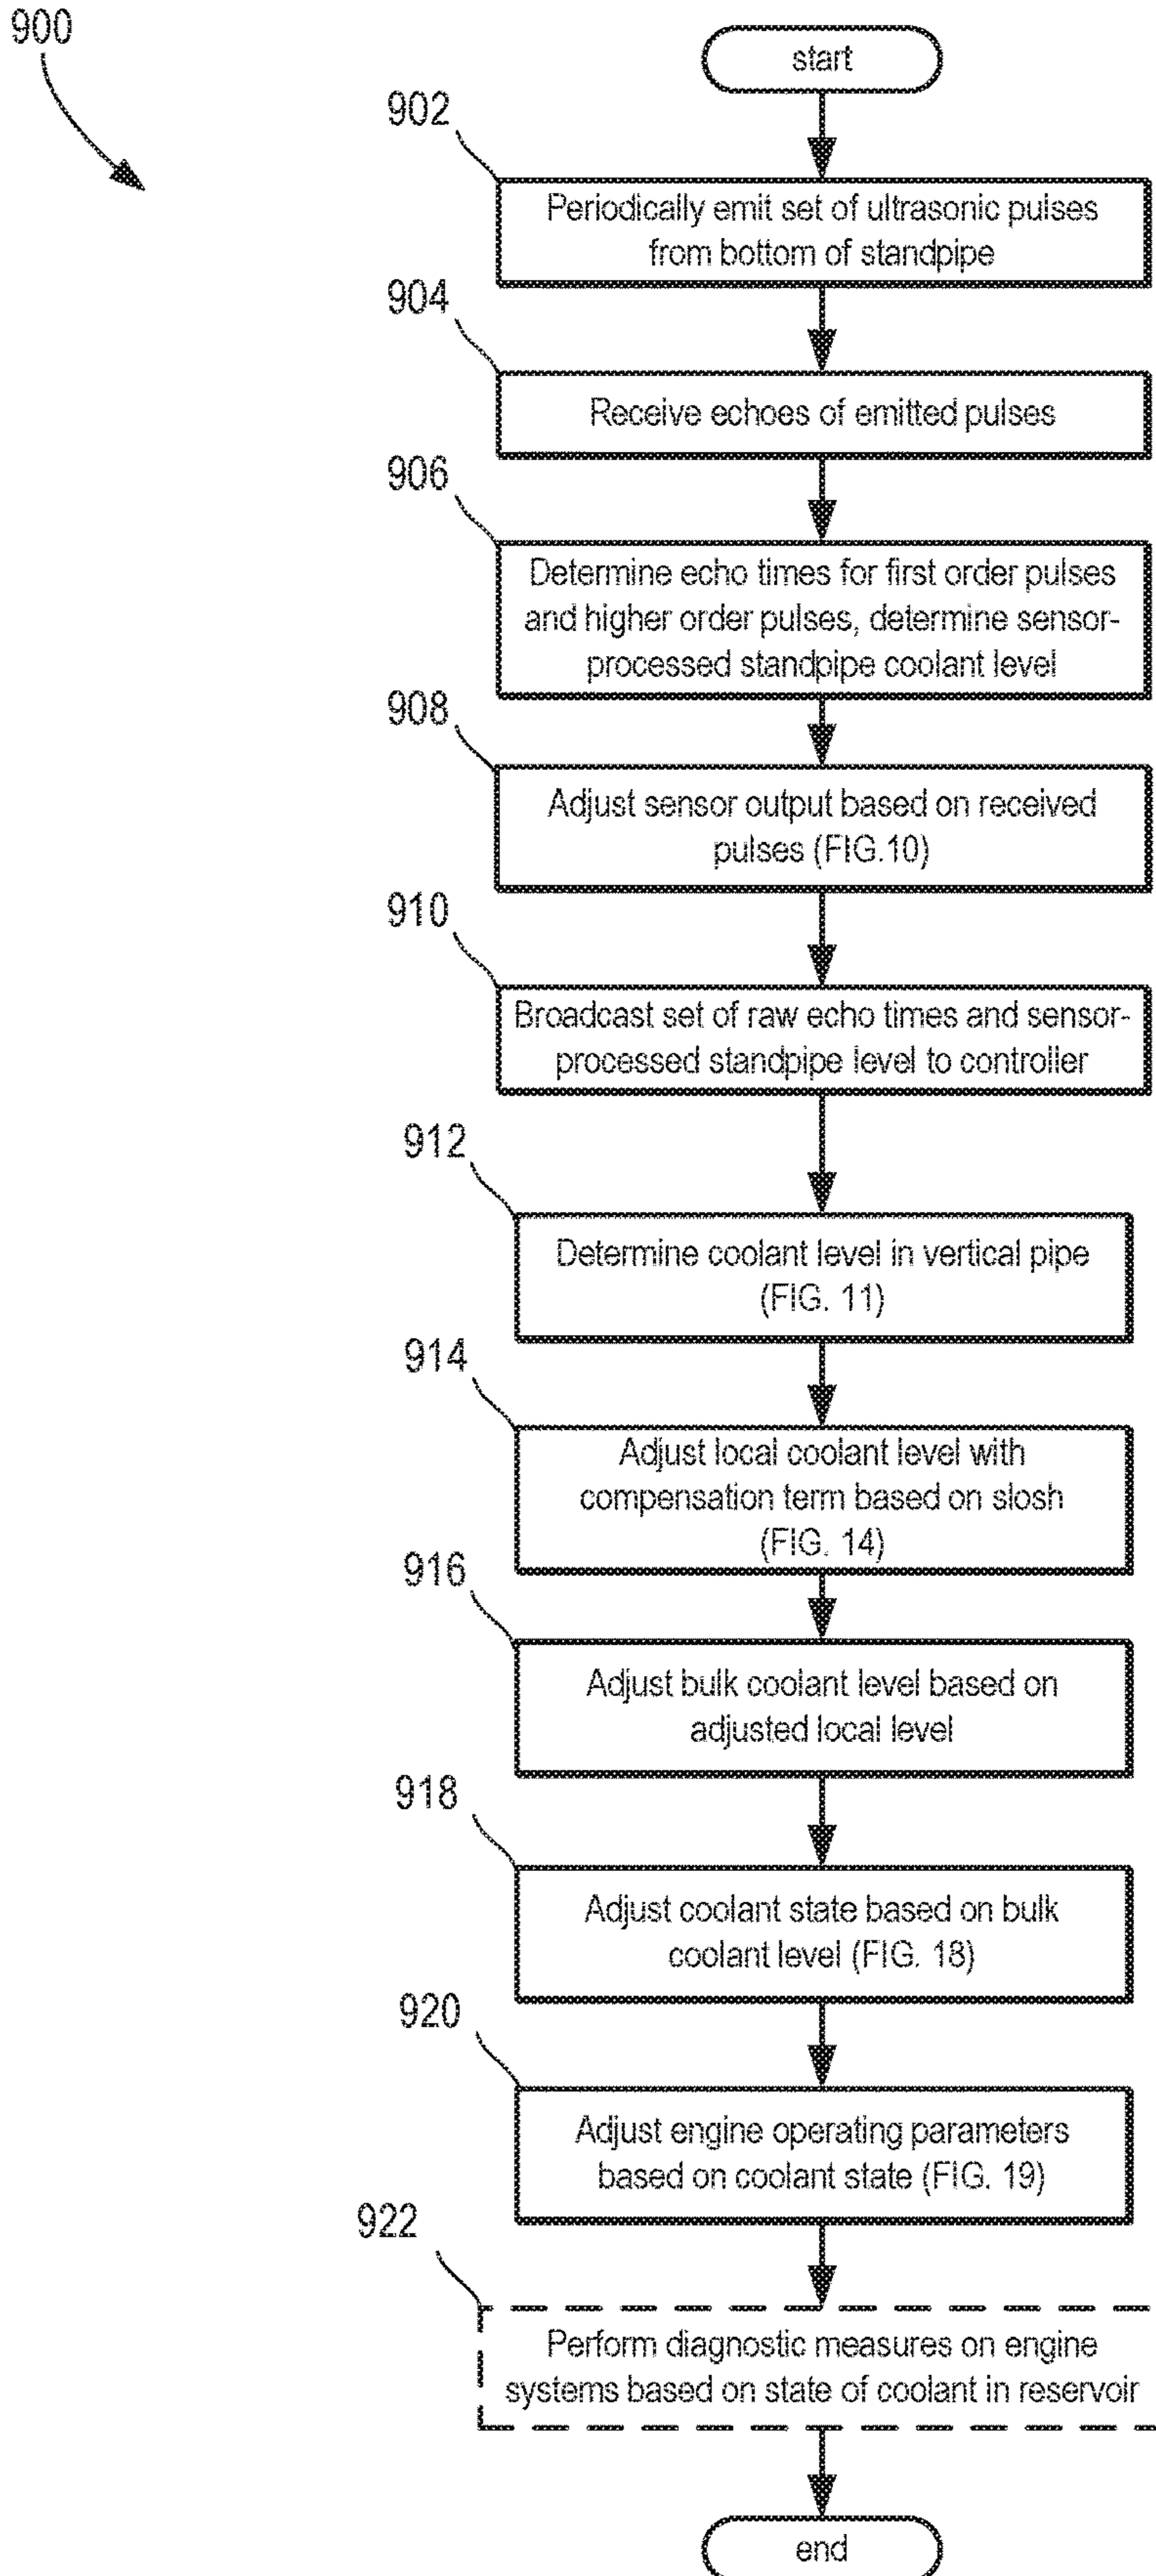 900
start
902
Periodically emit set of ultrasonic pulses
from bottom of standpipe
904
Receive echoes of emitted pulses
906
Determine echo times for first order pulses
and higher order pulses, determine sensor-
processed standpipe coolant level
908
Adjust sensor output based on received
pulses (FIG.10)
910
Broadcast set of raw echo times and sensor-
processed standpipe level to controller
912
Determine coolant level in vertical pipe
(FIG. 11)
914
Adjust local coolant level with
compensation term based on slosh
(FIG. 14)
916
Adjust bulk coolant level based on
adjusted local level
918
Adjust coolant state based on bulk
coolant level (FIG. 18)
920
Adjust engine operating parameters
based on coolant state (FIG. 19)
922
Perform diagnostic measures on engine
systems based on state of coolant in reservoir
end